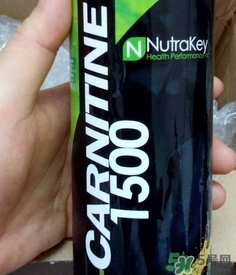 NutraKey
Health Performance
CARNITINE
1500